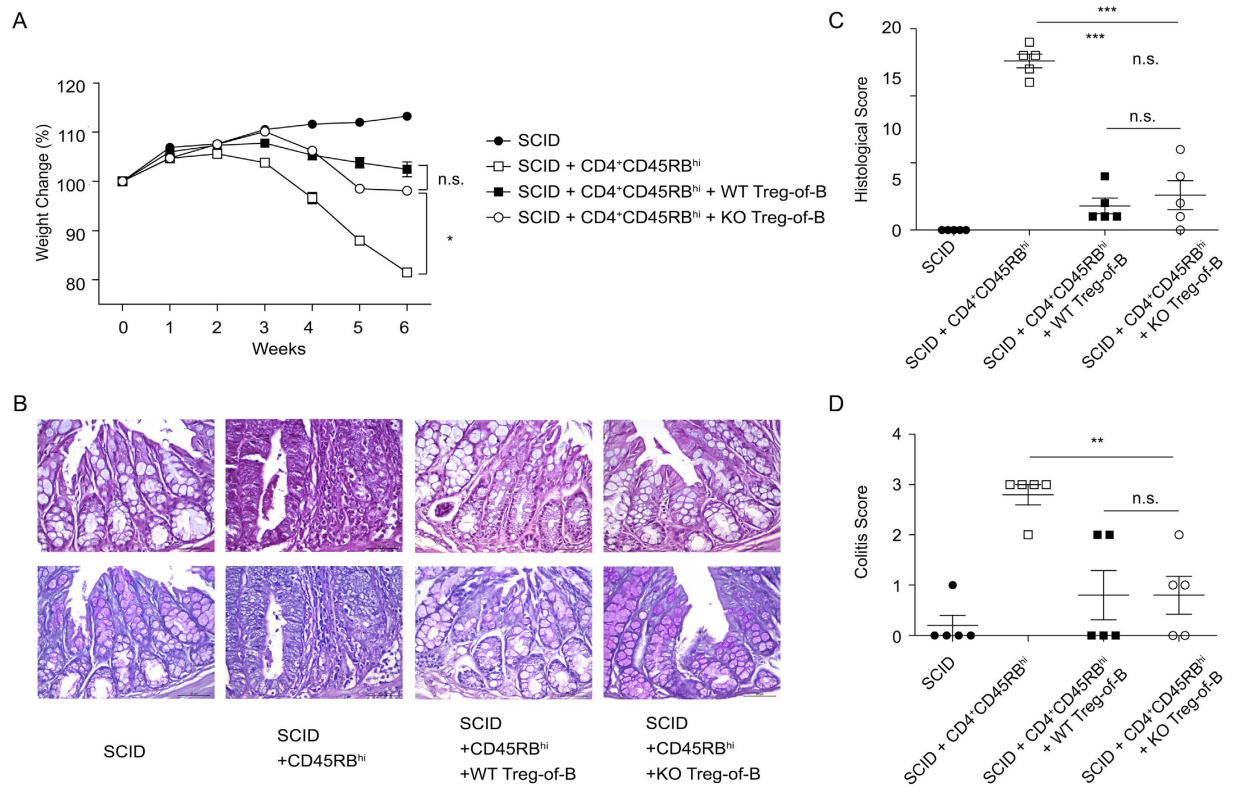 A
120
110
100
90
80
Weight Change (%)
0 1 2 3 4 5 6
Weeks
n.s.
*
SCID
SCID + CD4⁺CD45RBʰⁱ
SCID + CD4⁺CD45RBʰⁱ + WT Treg-of-B
SCID + CD4⁺CD45RBʰⁱ + KO Treg-of-B
B
SCID
SCID
+CD45RBʰⁱ
SCID
+CD45RBʰⁱ
+WT Treg-of-B
SCID
+CD45RBʰⁱ
+KO Treg-of-B
C
20
15
10
5
0
Histological Score
***
***
n.s.
n.s.
SCID
SCID + CD4⁺CD45RBʰⁱ
SCID + CD4⁺CD45RBʰⁱ
+ WT Treg-of-B
SCID + CD4⁺CD45RBʰⁱ
+ KO Treg-of-B
D
4
3
2
1
0
Colitis Score
**
n.s.
SCID
SCID + CD4⁺CD45RBʰⁱ
SCID + CD4⁺CD45RBʰⁱ
+ WT Treg-of-B
SCID + CD4⁺CD45RBʰⁱ
+ KO Treg-of-B